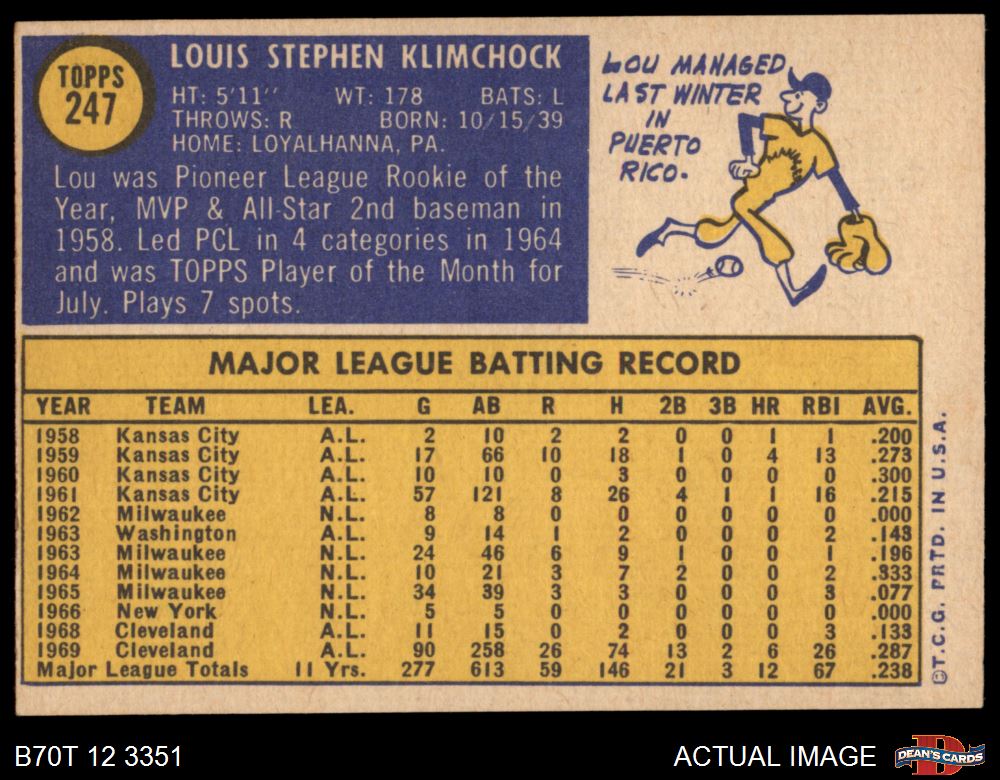 TOPPS
247
LOUIS STEPHEN KLIMCHOCK
HT: 5'11" WT: 178 BATS: L
THROWS: R BORN: 10/15/39
HOME: LOYALHANNA, PA.
Lou was Pioneer League Rookie of the
Year, MVP & All-Star 2nd baseman in
1958. Led PCL in 4 categories in 1964
and was TOPPS Player of the Month for
July. Plays 7 spots.
LOU MANAGED
LAST WINTER
IN
PUERTO
RICO.
MAJOR LEAGUE BATTING RECORD
YEAR TEAM LEA. G AB R H 2B 3B HR RBI AVG.
1958 Kansas City A.L. 2 10 2 2 0 0 1 1 .200
1959 Kansas City A.L. 17 66 10 18 1 0 4 13 .273
1960 Kansas City A.L. 10 10 0 3 0 0 0 0 .300
1961 Kansas City A.L. 57 121 8 26 4 1 1 16 .215
1962 Milwaukee N.L. 8 8 0 0 0 0 0 0 .000
1963 Washington A.L. 9 14 1 2 0 0 0 2 .143
1963 Milwaukee N.L. 24 46 6 9 1 0 0 1 .196
1964 Milwaukee N.L. 10 21 3 7 2 0 0 2 .333
1965 Milwaukee N.L. 34 39 3 3 0 0 0 3 .077
1966 New York N.L. 5 5 0 0 0 0 0 0 .000
1968 Cleveland A.L. 11 15 0 2 0 0 0 3 .133
1969 Cleveland A.L. 90 258 26 74 13 2 6 26 .287
Major League Totals 11 Yrs. 277 613 59 146 21 3 12 67 .238
©T.C.G. PRTD. IN U.S.A.
B70T 12 3351
ACTUAL IMAGE
DEAN'S CARDS